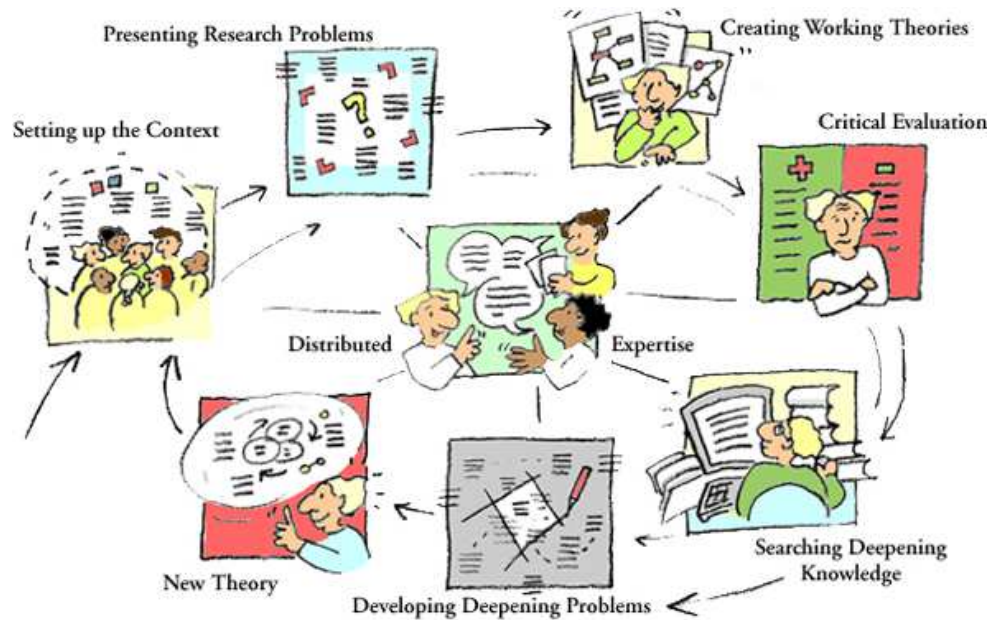 Presenting Research Problems
Creating Working Theories
Setting up the Context
Critical Evaluation
Distributed
Expertise
New Theory
Searching Deepening
Knowledge
Developing Deepening Problems